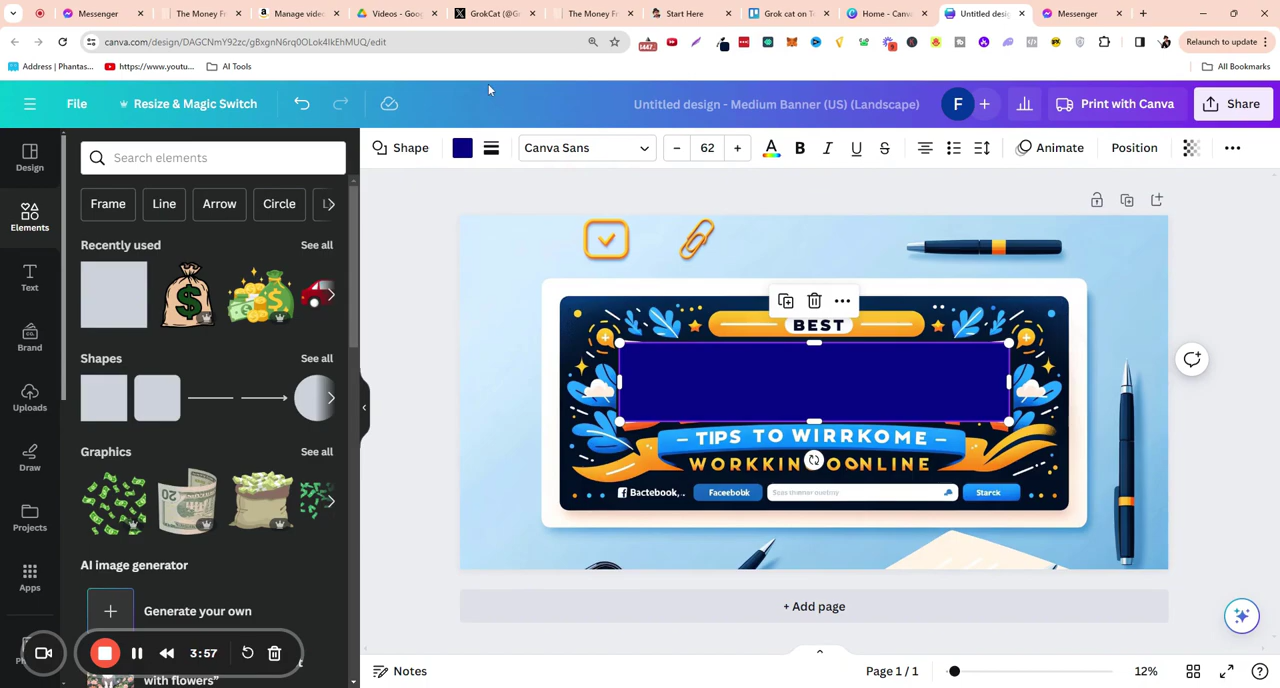 Messenger
The Money Fr
Manage vide
Videos - Goo
GrokCat (@G
The Money Fr
Start Here
Grok cat on T
Home - Canv
Untitled desi
Messenger
canva.com/design/DAGCNmY92zc/gBxgnN6rq0OLok4IkEhMUQ/edit
Relaunch to update
Address | Phantas...
https://www.youtu...
AI Tools
All Bookmarks
File
Resize & Magic Switch
Untitled design - Medium Banner (US) (Landscape)
F
Print with Canva
Share
Design
Elements
Text
Brand
Uploads
Draw
Projects
Apps
Search elements
Frame
Line
Arrow
Circle
Recently used
See all
Shapes
See all
Graphics
See all
AI image generator
Generate your own
with flowers”
3:57
Shape
Canva Sans
62
A
B
I
U
S
Animate
Position
BEST
– TIPS TO WIRRKOME –
WORKKIN OONLINE
Bactebook,..
Faceebobk
Starck
+ Add page
Notes
Page 1 / 1
12%